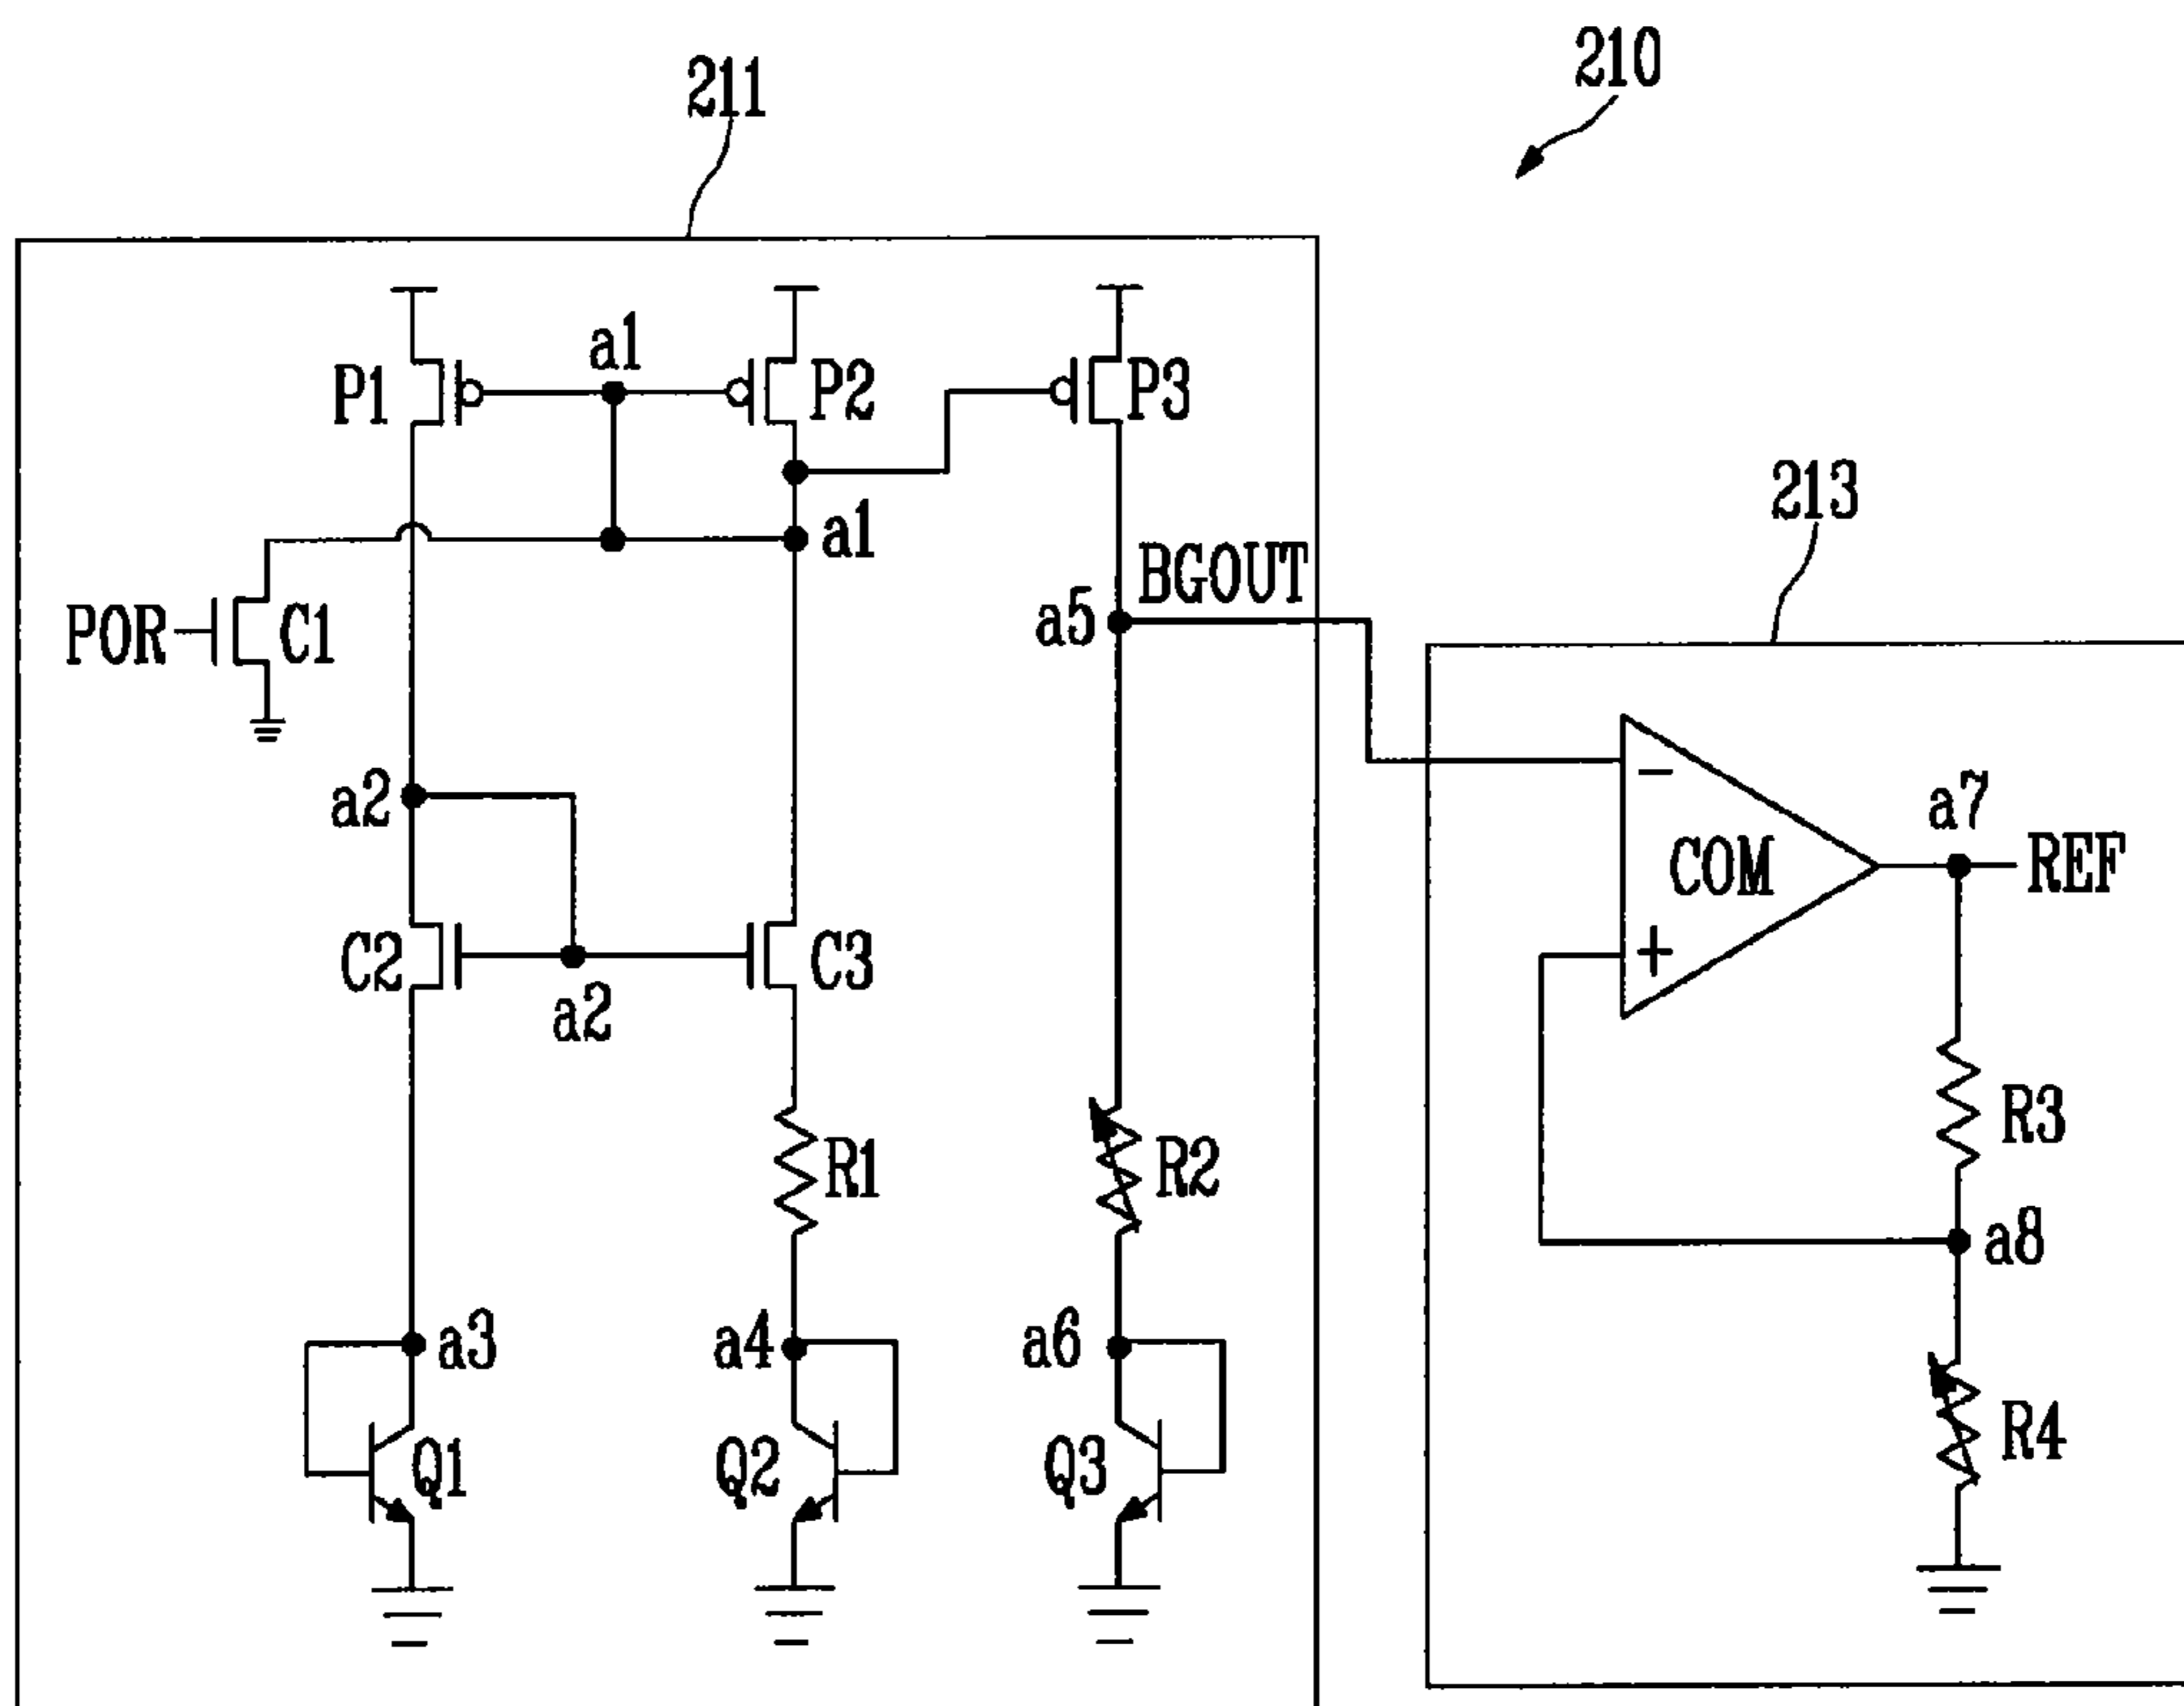 210
211
P1
a1
P2
P3
213
a1
BGOUT
POR
C1
a5
a2
-
a7
COM
REF
C2
C3
+
a2
R3
R1
R2
a8
a3
a4
a6
Q1
Q2
Q3
R4